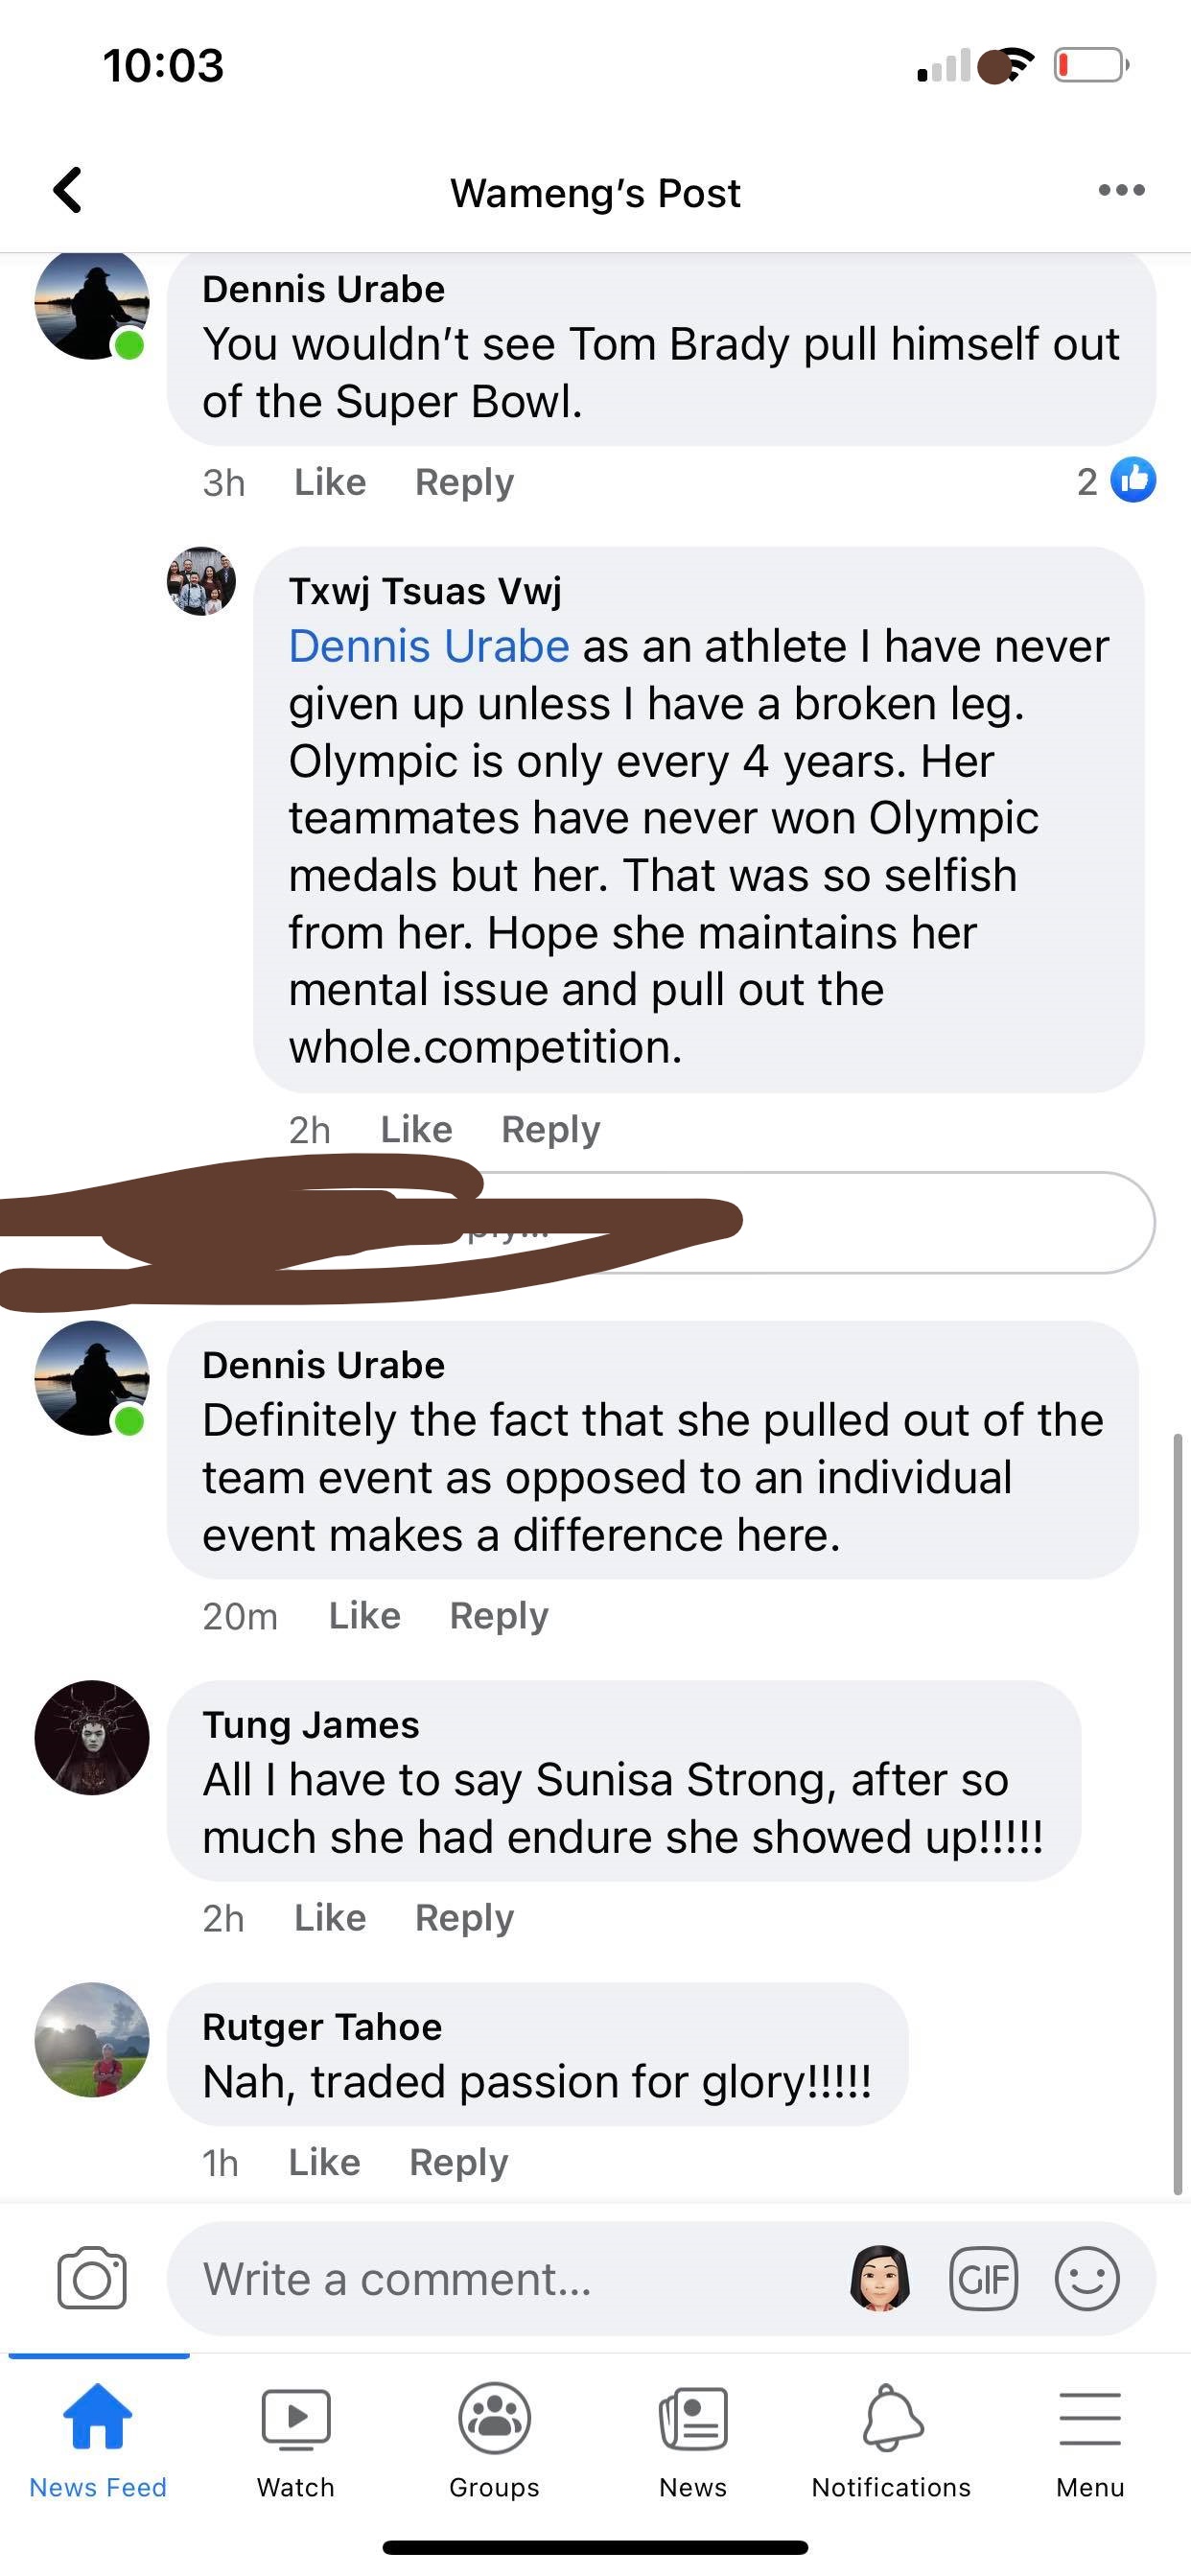 10:03
Wameng's Post
Dennis Urabe
You wouldn't see Tom Brady pull himself out
of the Super Bowl.
3h Like Reply 2
Txwj Tsuas Vwj
Dennis Urabe as an athlete I have never
given up unless I have a broken leg.
Olympic is only every 4 years. Her
teammates have never won Olympic
medals but her. That was so selfish
from her. Hope she maintains her
mental issue and pull out the
whole.competition.
2h Like Reply
Dennis Urabe
Definitely the fact that she pulled out of the
team event as opposed to an individual
event makes a difference here.
20m Like Reply
Tung James
All I have to say Sunisa Strong, after so
much she had endure she showed up!!!!!
2h Like Reply
Rutger Tahoe
Nah, traded passion for glory!!!!!
1h Like Reply
Write a comment...
GIF
News Feed Watch Groups News Notifications Menu